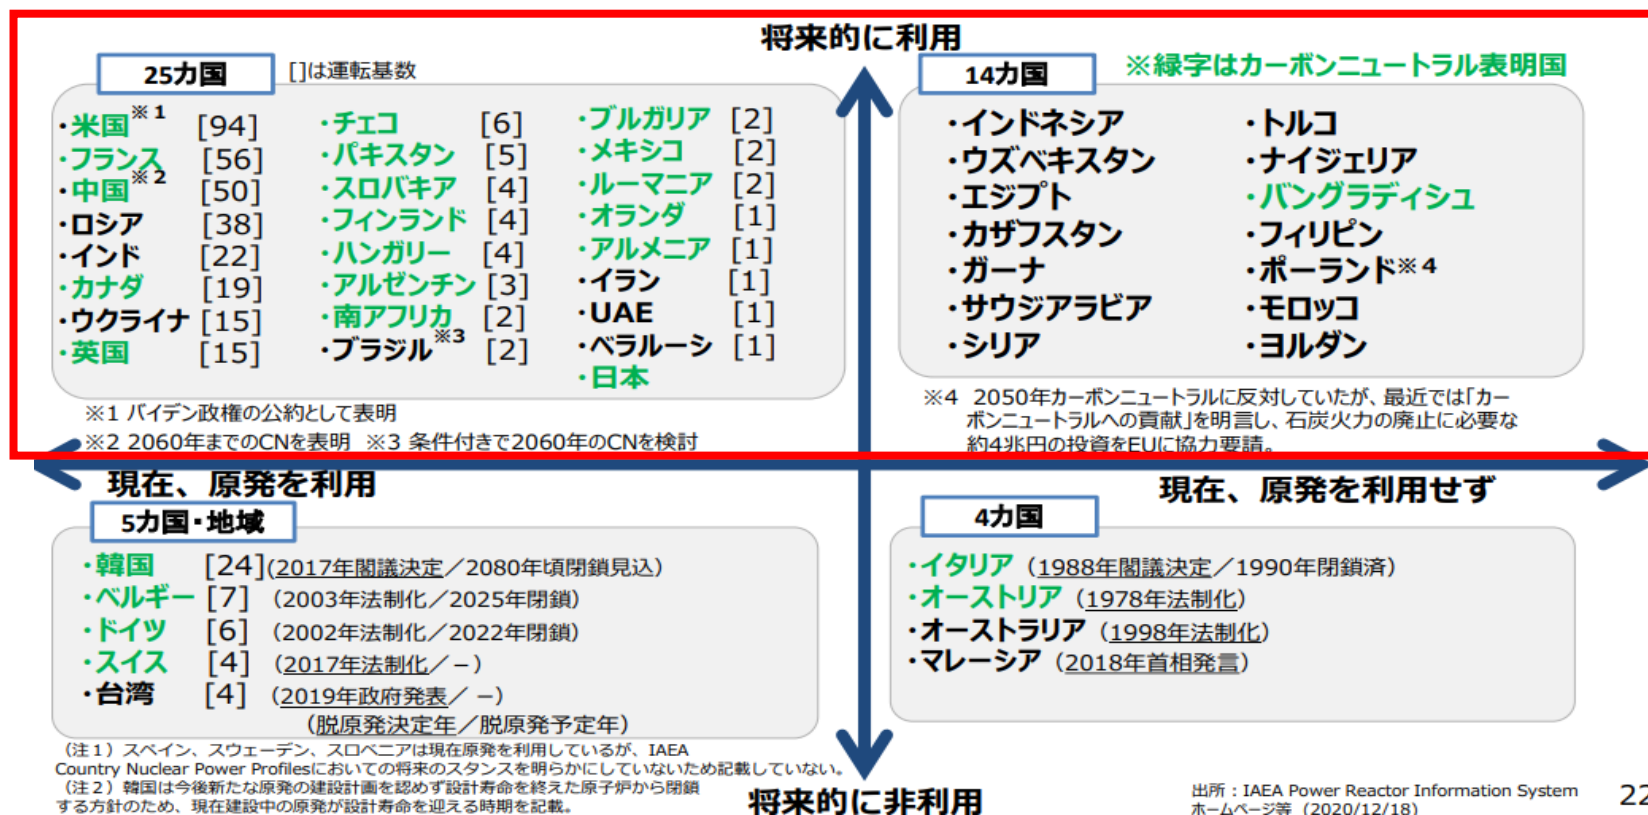 将来的に利用
25カ国
[]は運転基数
・米国※1 [94]
・フランス [56]
・中国※2 [50]
・ロシア [38]
・インド [22]
・カナダ [19]
・ウクライナ [15]
・英国 [15]
・チェコ [6]
・パキスタン [5]
・スロバキア [4]
・フィンランド [4]
・ハンガリー [4]
・アルゼンチン [3]
・南アフリカ [2]
・ブラジル※3 [2]
・ブルガリア [2]
・メキシコ [2]
・ルーマニア [2]
・オランダ [1]
・アルメニア [1]
・イラン [1]
・UAE [1]
・ベラルーシ [1]
・日本
※1 バイデン政権の公約として表明
※2 2060年までのCNを表明 ※3 条件付きで2060年のCNを検討
14カ国
※緑字はカーボンニュートラル表明国
・インドネシア
・ウズベキスタン
・エジプト
・カザフスタン
・ガーナ
・サウジアラビア
・シリア
・トルコ
・ナイジェリア
・バングラディシュ
・フィリピン
・ポーランド※4
・モロッコ
・ヨルダン
※4 2050年カーボンニュートラルに反対していたが、最近では「カー
ボンニュートラルへの貢献」を明言し、石炭火力の廃止に必要な
約4兆円の投資をEUに協力要請。
現在、原発を利用
現在、原発を利用せず
5カ国・地域
・韓国 [24](2017年閣議決定／2080年頃閉鎖見込)
・ベルギー [7] (2003年法制化／2025年閉鎖)
・ドイツ [6] (2002年法制化／2022年閉鎖)
・スイス [4] (2017年法制化／−)
・台湾 [4] (2019年政府発表／ −)
(脱原発決定年／脱原発予定年)
(注1)スペイン、スウェーデン、スロベニアは現在原発を利用しているが、IAEA
Country Nuclear Power Profilesにおいての将来のスタンスを明らかにしていないため記載していない。
(注2)韓国は今後新たな原発の建設計画を認めず設計寿命を終えた原子炉から閉鎖
する方針のため、現在建設中の原発が設計寿命を迎える時期を記載。
4カ国
・イタリア (1988年閣議決定／1990年閉鎖済)
・オーストリア (1978年法制化)
・オーストラリア (1998年法制化)
・マレーシア (2018年首相発言)
将来的に非利用
出所：IAEA Power Reactor Information System
ホームページ等 (2020/12/18)
22